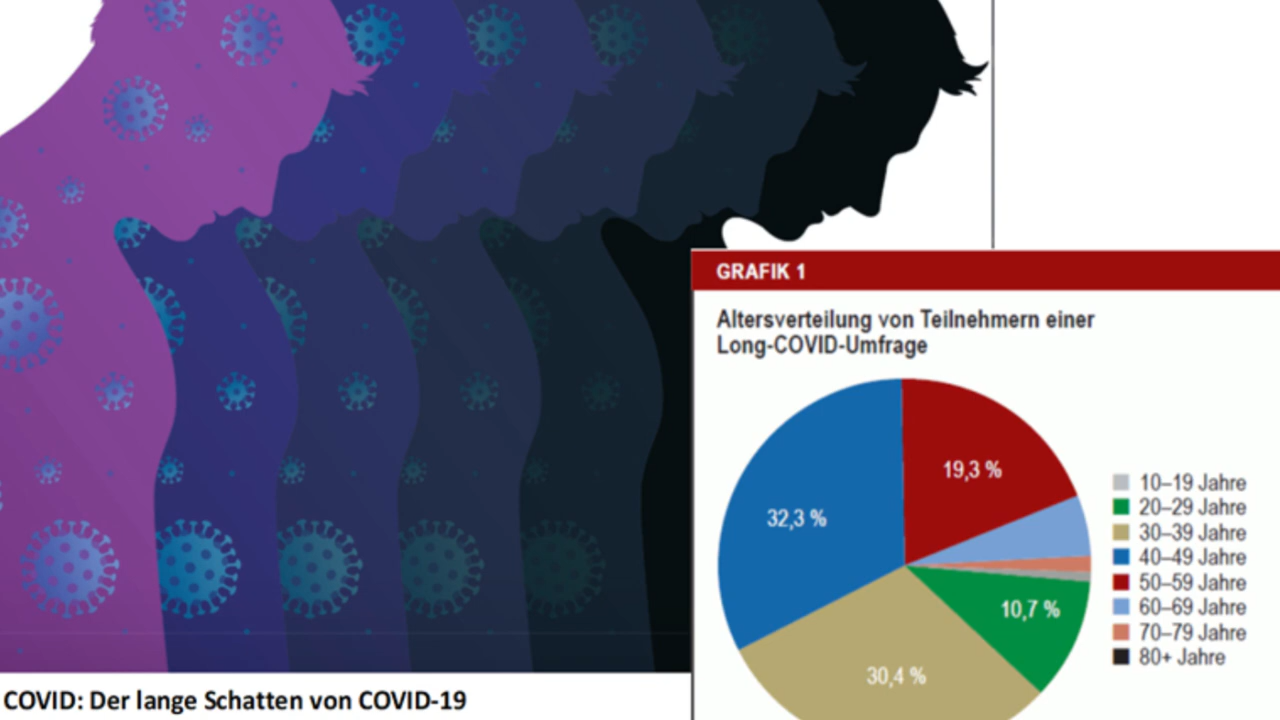 GRAFIK 1
Altersverteilung von Teilnehmern einer
Long-COVID-Umfrage
19,3 %
32,3 %
10,7 %
30,4 %
10–19 Jahre
20–29 Jahre
30–39 Jahre
40–49 Jahre
50–59 Jahre
60–69 Jahre
70–79 Jahre
80+ Jahre
COVID: Der lange Schatten von COVID-19